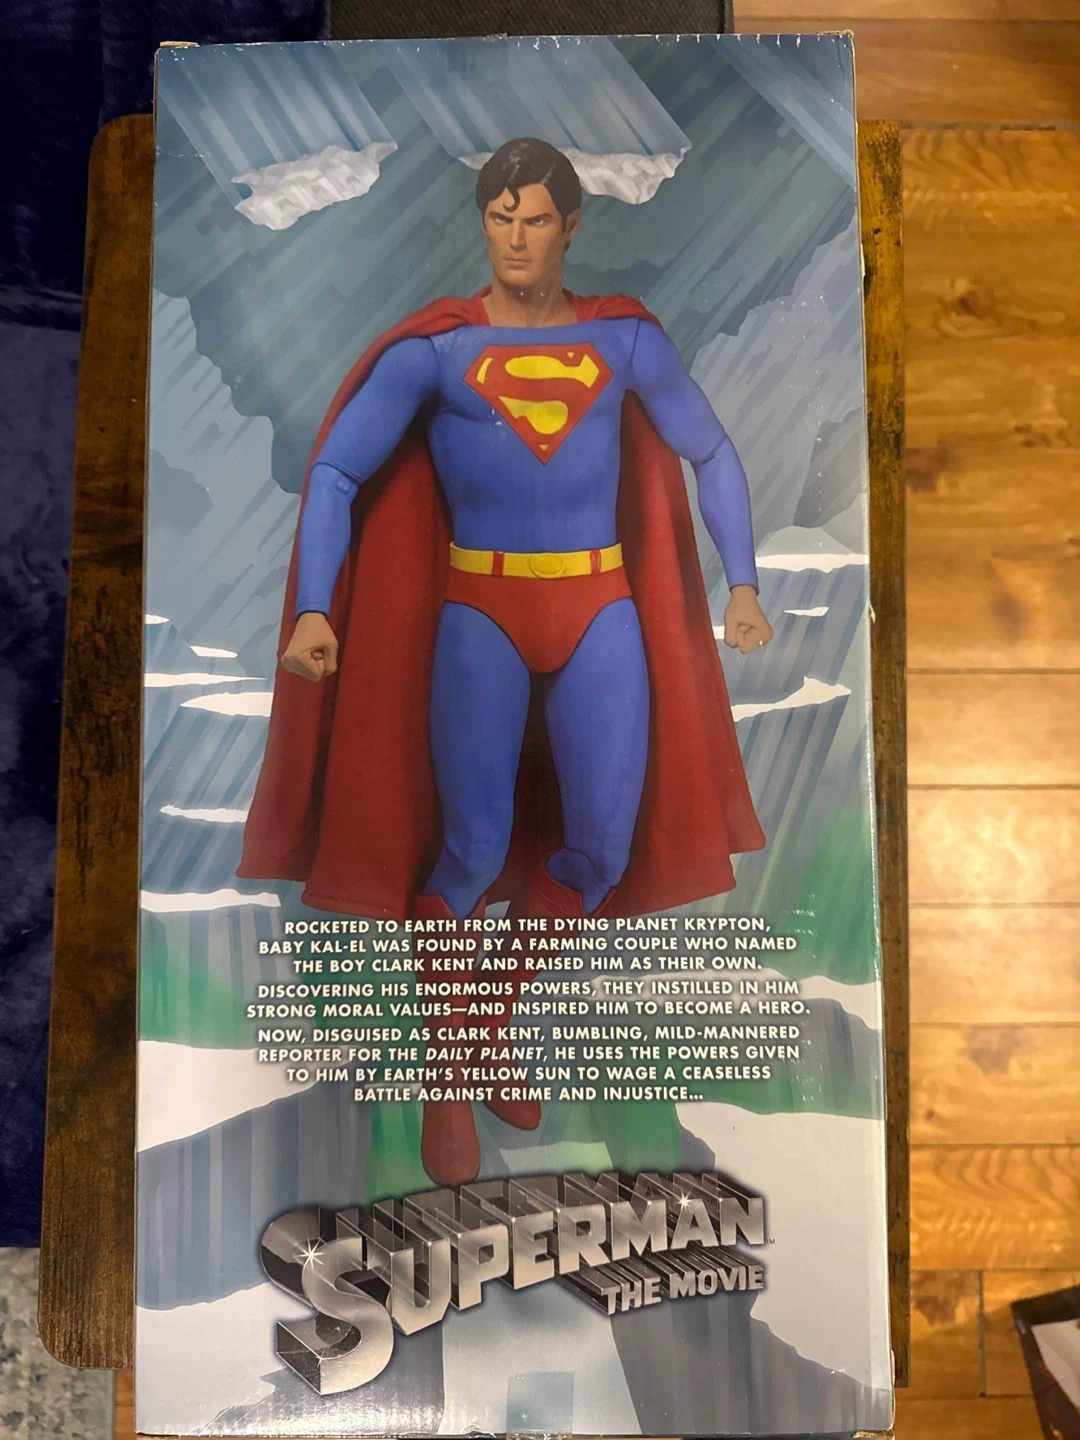 ROCKETED TO EARTH FROM THE DYING PLANET KRYPTON,
BABY KAL-EL WAS FOUND BY A FARMING COUPLE WHO NAMED
THE BOY CLARK KENT AND RAISED HIM AS THEIR OWN.
DISCOVERING HIS ENORMOUS POWERS, THEY INSTILLED IN HIM
STRONG MORAL VALUES—AND INSPIRED HIM TO BECOME A HERO.
NOW, DISGUISED AS CLARK KENT, BUMBLING, MILD-MANNERED
REPORTER FOR THE DAILY PLANET, HE USES THE POWERS GIVEN
TO HIM BY EARTH'S YELLOW SUN TO WAGE A CEASELESS
BATTLE AGAINST CRIME AND INJUSTICE...
SUPERMAN™
THE MOVIE